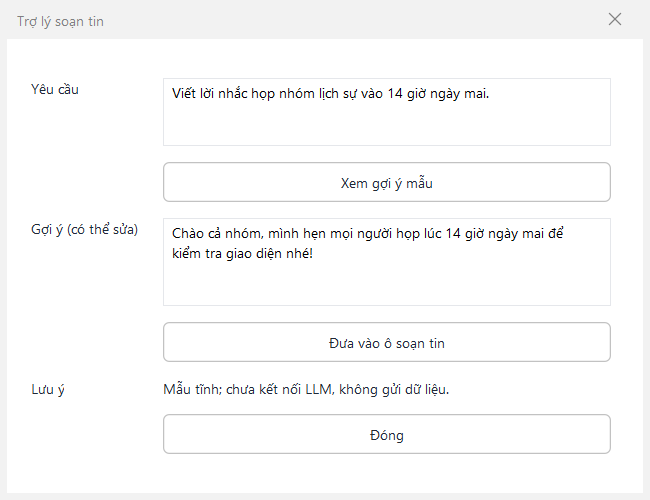 Trợ lý soạn tin
Yêu cầu
Viết lời nhắc họp nhóm lịch sự vào 14 giờ ngày mai.
Xem gợi ý mẫu
Gợi ý (có thể sửa)
Chào cả nhóm, mình hẹn mọi người họp lúc 14 giờ ngày mai để
kiểm tra giao diện nhé!
Đưa vào ô soạn tin
Lưu ý
Mẫu tĩnh; chưa kết nối LLM, không gửi dữ liệu.
Đóng